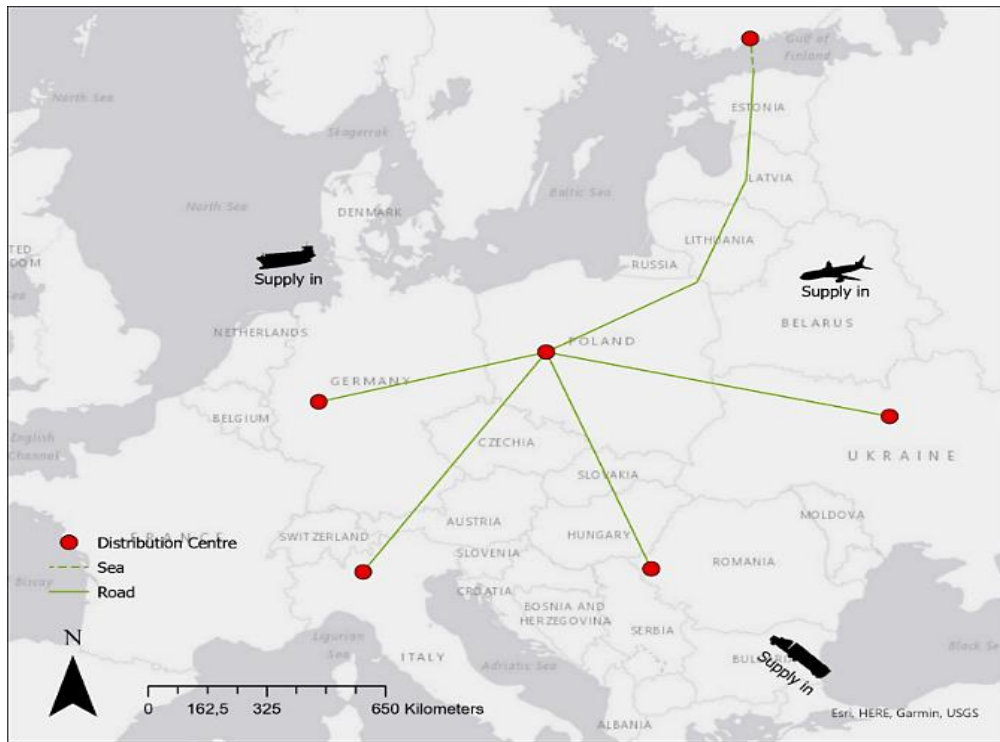 Gulf of
Finland
North Sea
Skagerrak
ESTONIA
LATVIA
Baltic Sea
North Sea
DENMARK
LITHUANIA
TED
DOM
RUSSIA
Supply in
Supply in
Sea
BELARUS
NETHERLANDS
POLAND
GERMANY
BELGIUM
English
Channel
CZECHIA
UKRAINE
SLOVAKIA
MOLDOVA
AUSTRIA
FRANCE
SWITZERLAND
HUNGARY
Distribution Centre
SLOVENIA
ROMANIA
Sea
Biscay
CROATIA
Road
BOSNIA AND
HERZEGOVINA
SERBIA
N
Ligurian
Sea
ITALY
Adriatic Sea
Black Se
Supply in
0 162,5 325 650 Kilometers
ALBANIA
Esri, HERE, Garmin, USGS